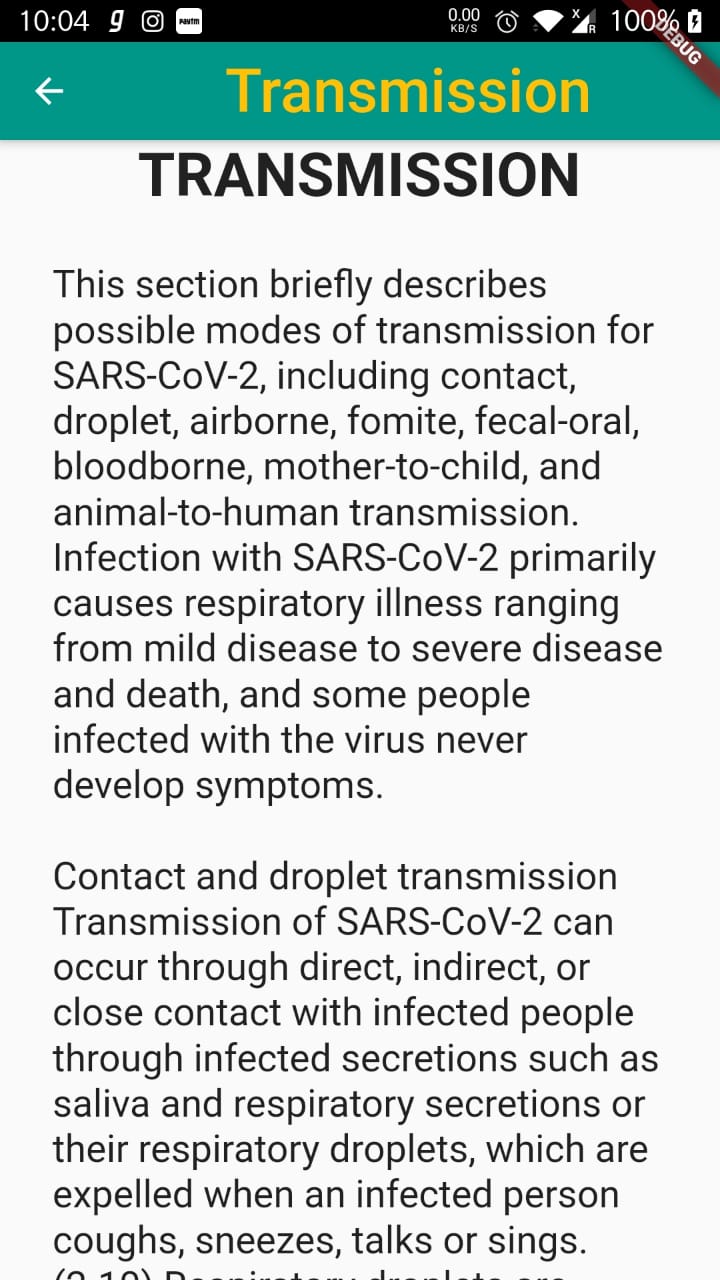 10:04 g paytm 0.00 KB/S X R 100%
DEBUG
Transmission
TRANSMISSION
This section briefly describes
possible modes of transmission for
SARS-CoV-2, including contact,
droplet, airborne, fomite, fecal-oral,
bloodborne, mother-to-child, and
animal-to-human transmission.
Infection with SARS-CoV-2 primarily
causes respiratory illness ranging
from mild disease to severe disease
and death, and some people
infected with the virus never
develop symptoms.
Contact and droplet transmission
Transmission of SARS-CoV-2 can
occur through direct, indirect, or
close contact with infected people
through infected secretions such as
saliva and respiratory secretions or
their respiratory droplets, which are
expelled when an infected person
coughs, sneezes, talks or sings.